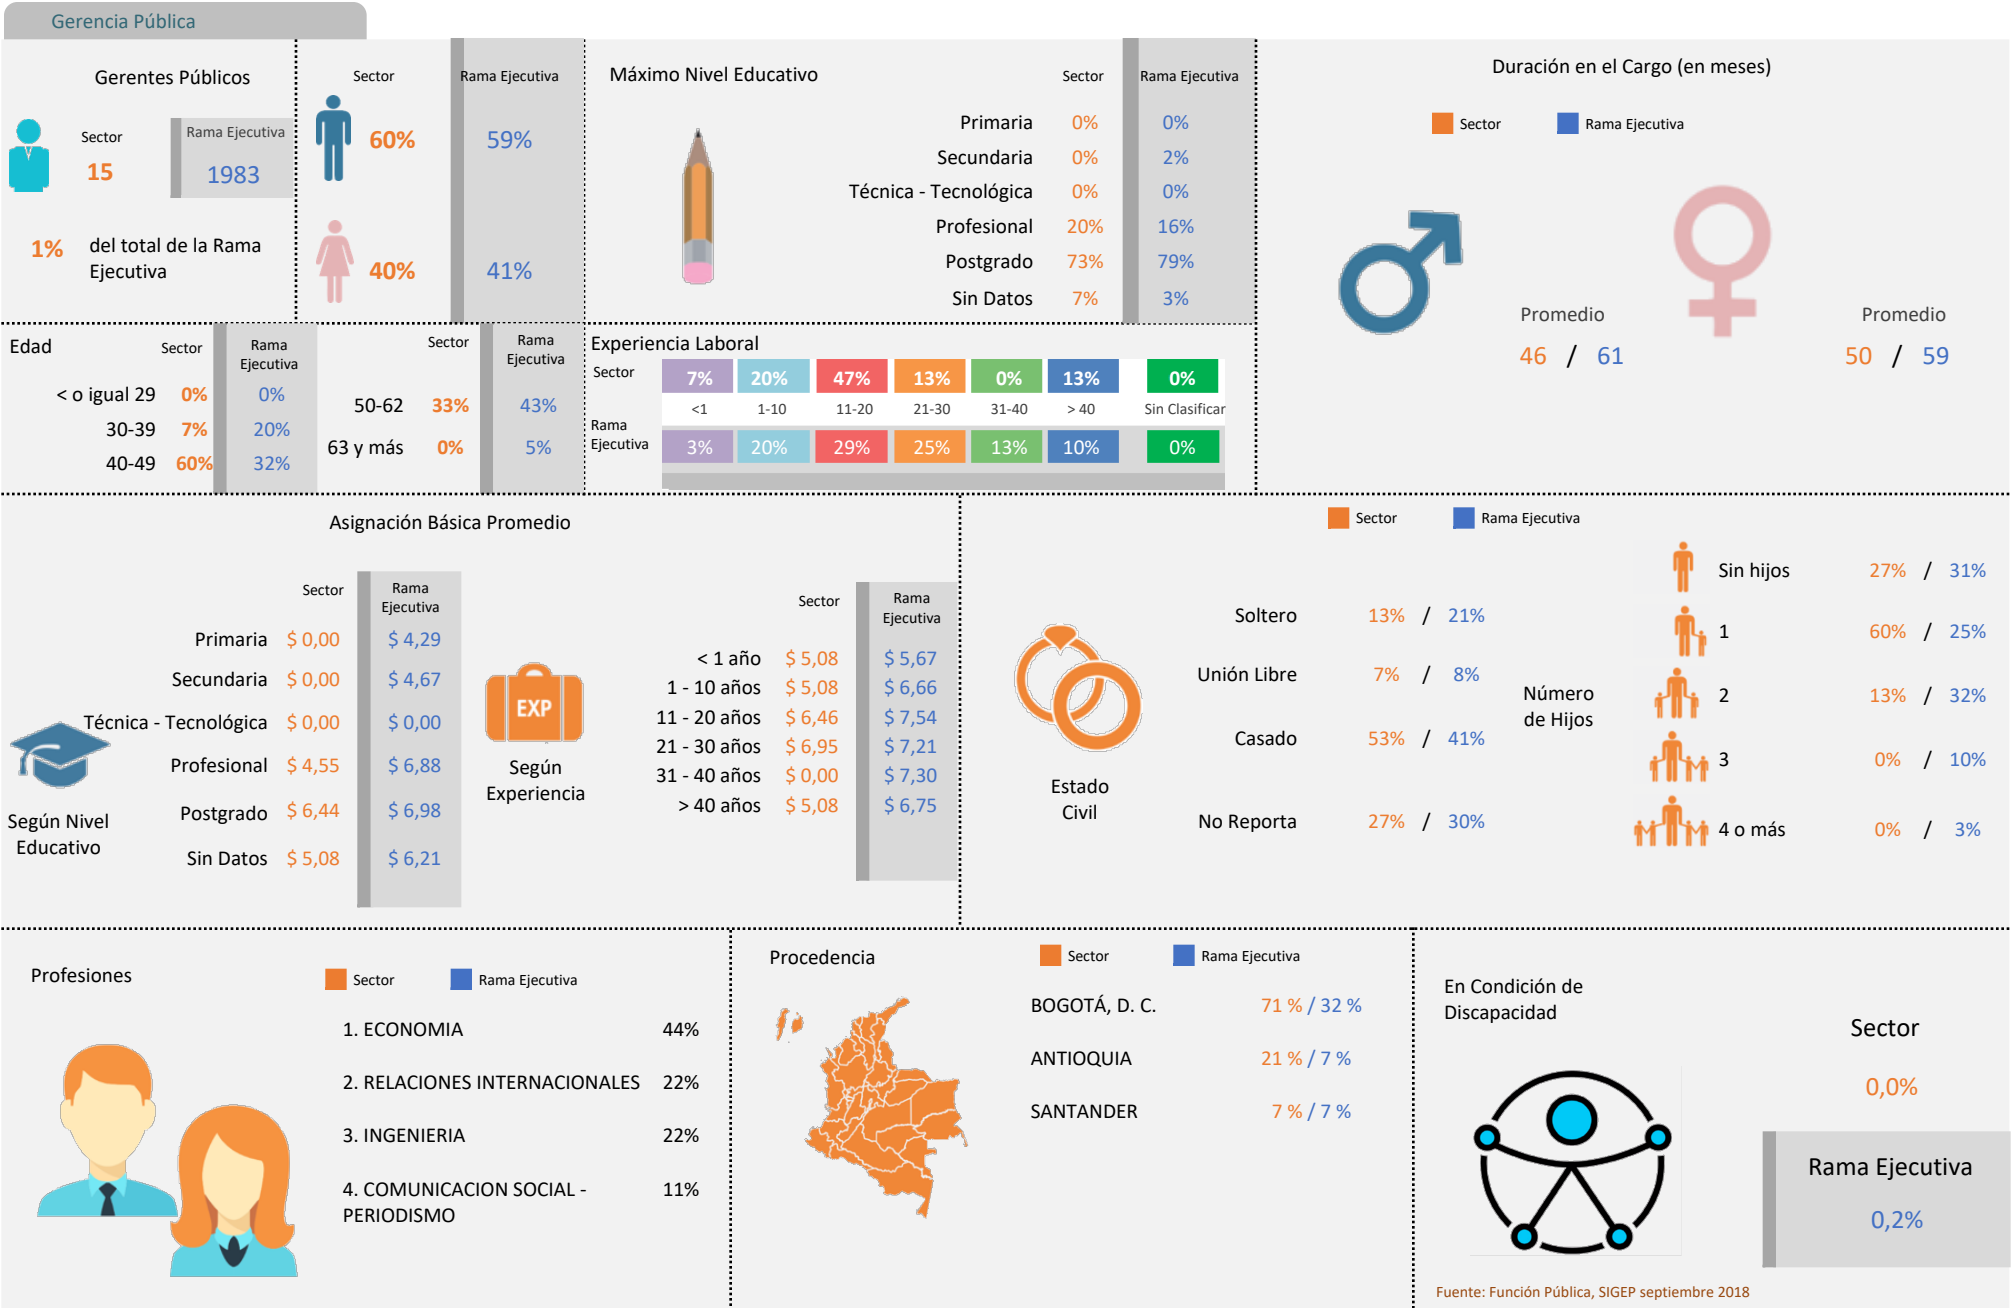 Gerencia Pública
Gerentes Públicos
Sector
Rama Ejecutiva
15
1983
1%
del total de la Rama
Ejecutiva
Sector
Rama Ejecutiva
60%
59%
40%
41%
Máximo Nivel Educativo
Sector
Rama Ejecutiva
Primaria 0% 0%
Secundaria 0% 2%
Técnica - Tecnológica 0% 0%
Profesional 20% 16%
Postgrado 73% 79%
Sin Datos 7% 3%
Duración en el Cargo (en meses)
Sector
Rama Ejecutiva
Promedio
46 / 61
Promedio
50 / 59
Edad
Sector
Rama
Ejecutiva
< o igual 29 0% 0%
30-39 7% 20%
40-49 60% 32%
Sector
Rama
Ejecutiva
50-62 33% 43%
63 y más 0% 5%
Experiencia Laboral
Sector
7% 20% 47% 13% 0% 13% 0%
<1 1-10 11-20 21-30 31-40 > 40 Sin Clasificar
Rama
Ejecutiva
3% 20% 29% 25% 13% 10% 0%
Asignación Básica Promedio
Sector
Rama
Ejecutiva
Primaria $ 0,00 $ 4,29
Secundaria $ 0,00 $ 4,67
Técnica - Tecnológica $ 0,00 $ 0,00
Profesional $ 4,55 $ 6,88
Postgrado $ 6,44 $ 6,98
Sin Datos $ 5,08 $ 6,21
Según Nivel
Educativo
EXP
Según
Experiencia
Sector
Rama
Ejecutiva
< 1 año $ 5,08 $ 5,67
1 - 10 años $ 5,08 $ 6,66
11 - 20 años $ 6,46 $ 7,54
21 - 30 años $ 6,95 $ 7,21
31 - 40 años $ 0,00 $ 7,30
> 40 años $ 5,08 $ 6,75
Sector
Rama Ejecutiva
Estado
Civil
Soltero 13% / 21%
Unión Libre 7% / 8%
Casado 53% / 41%
No Reporta 27% / 30%
Número
de Hijos
Sin hijos 27% / 31%
1 60% / 25%
2 13% / 32%
3 0% / 10%
4 o más 0% / 3%
Profesiones
Sector
Rama Ejecutiva
1. ECONOMIA 44%
2. RELACIONES INTERNACIONALES 22%
3. INGENIERIA 22%
4. COMUNICACION SOCIAL - 11%
PERIODISMO
Procedencia
Sector
Rama Ejecutiva
BOGOTÁ, D. C. 71 % / 32 %
ANTIOQUIA 21 % / 7 %
SANTANDER 7 % / 7 %
En Condición de
Discapacidad
Sector
0,0%
Rama Ejecutiva
0,2%
Fuente: Función Pública, SIGEP septiembre 2018